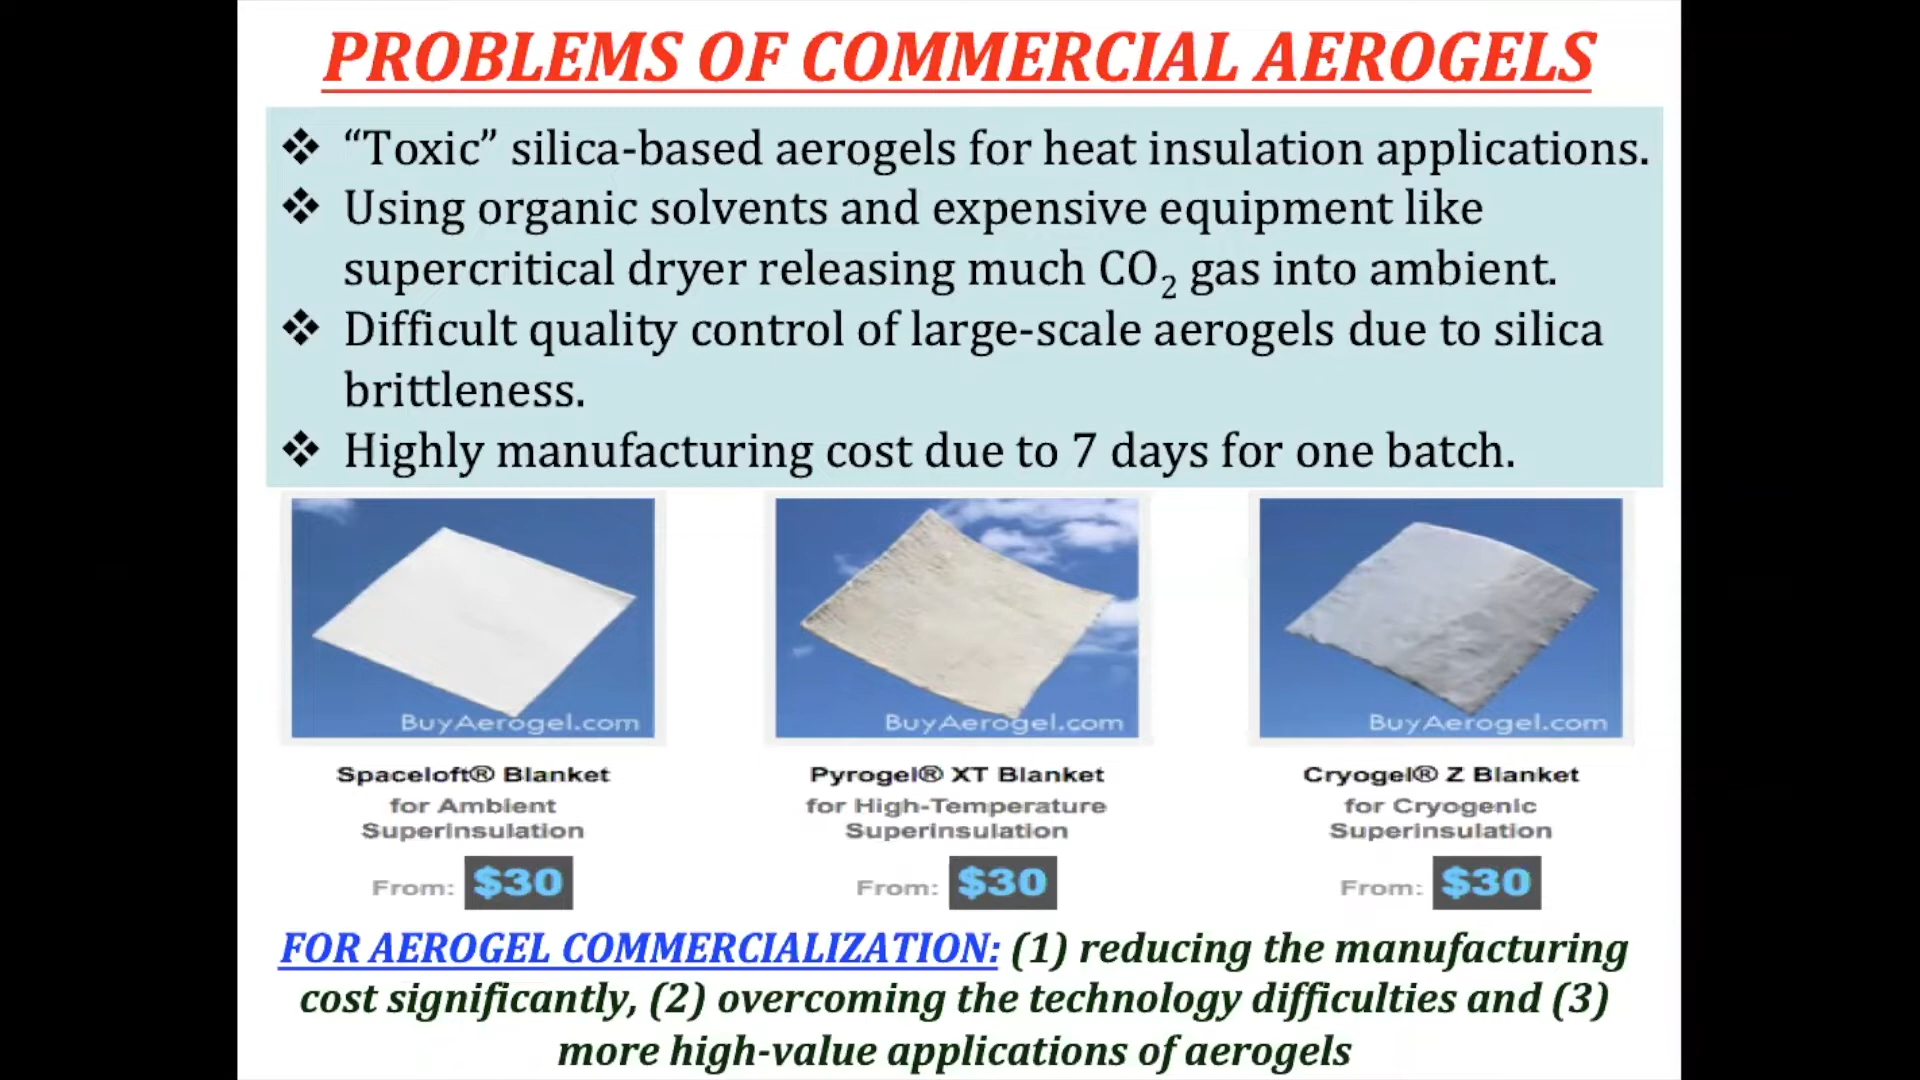 PROBLEMS OF COMMERCIAL AEROGELS
❖ “Toxic” silica-based aerogels for heat insulation applications.
❖ Using organic solvents and expensive equipment like
supercritical dryer releasing much CO₂ gas into ambient.
❖ Difficult quality control of large-scale aerogels due to silica
brittleness.
❖ Highly manufacturing cost due to 7 days for one batch.
BuyAerogel.com
BuyAerogel.com
BuyAerogel.com
Spaceloft® Blanket
for Ambient
Superinsulation
From: $30
Pyrogel® XT Blanket
for High-Temperature
Superinsulation
From: $30
Cryogel® Z Blanket
for Cryogenic
Superinsulation
From: $30
FOR AEROGEL COMMERCIALIZATION: (1) reducing the manufacturing
cost significantly, (2) overcoming the technology difficulties and (3)
more high-value applications of aerogels